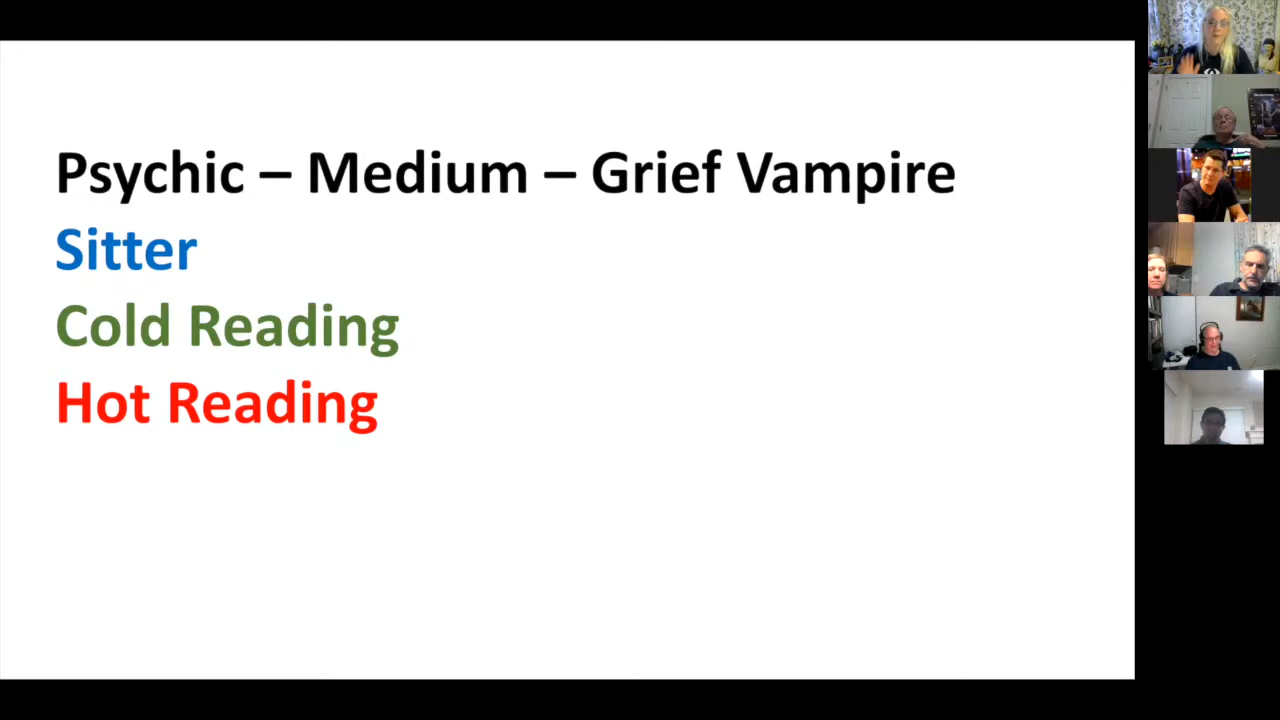 Psychic – Medium – Grief Vampire
Sitter
Cold Reading
Hot Reading